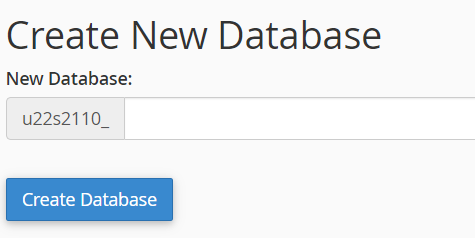 Create New Database
New Database:
u22s2110_
Create Database